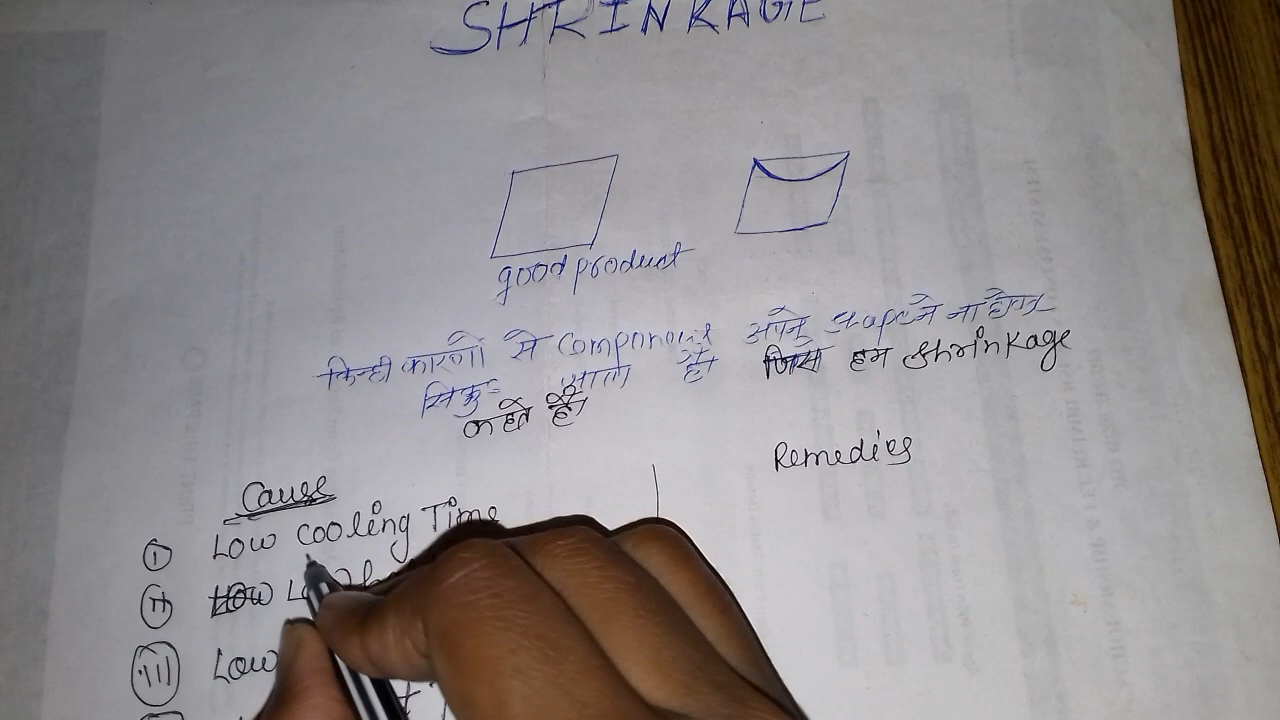 SHRINKAGE
good product
किन्ही कारणों से component अपने shape में ना होकर
सिकुड़ जाता है। जिसे हम shrinkage
कहते है।
Remedies
Cause
(I) Low cooling Time
(II) Low
(III) Low